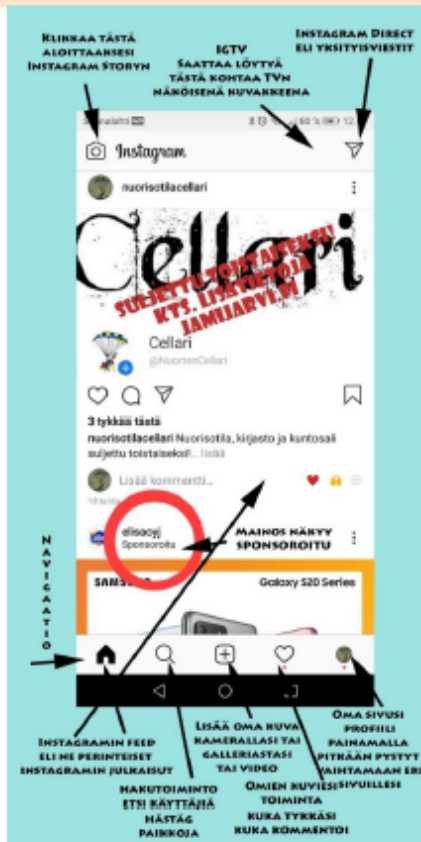 Klikkaa tästä
aloittaaksesi
Instagram Storyn
IGTV
Saattaa löytyä
tästä kohtaa TVn
näköisenä kuvakkeena
Instagram Direct
eli yksityisviestit
80 %
Instagram
nuorisotilacellari
Cellari
SULJETTU TOISTAISEKSI!
KTS. LISÄTIETOJA
JAMIJARVI.FI
Cellari
@NuortenCellari
3 tykkää tästä
nuorisotilacellari Nuorisotila, kirjasto ja kuntosali
suljettu toistaiseksi!... lisää
Lisää kommentti...
elisaoyj
Sponsoroitu
Mainos näkyy
sponsoroitu
SAMSUNG
Galaxy S20 Series
Navigaatio
Instagramin feed
eli ne perinteiset
Instagramin julkaisut
Hakutoiminto
etsi käyttäjiä
hästäg
paikkoja
Lisää oma kuva
kamerallasi tai
galleriastasi
tai video
Omien kuviesi
toiminta
kuka tykkäsi
kuka kommentoi
Oma sivusi
profiili
painamalla
pitkään pystyt
vaihtamaan eri
sivuillesi